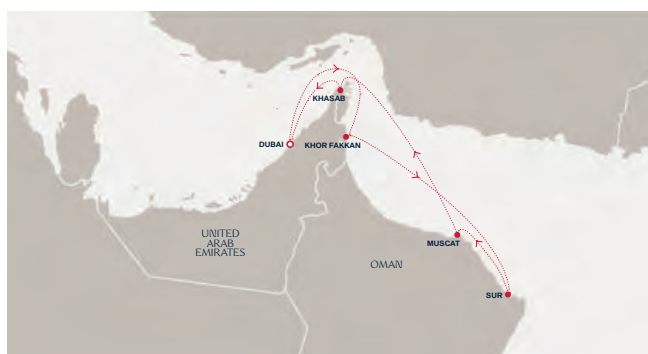 KHASAB
DUBAI
KHOR FAKKAN
UNITED
ARAB
EMIRATES
MUSCAT
OMAN
SUR